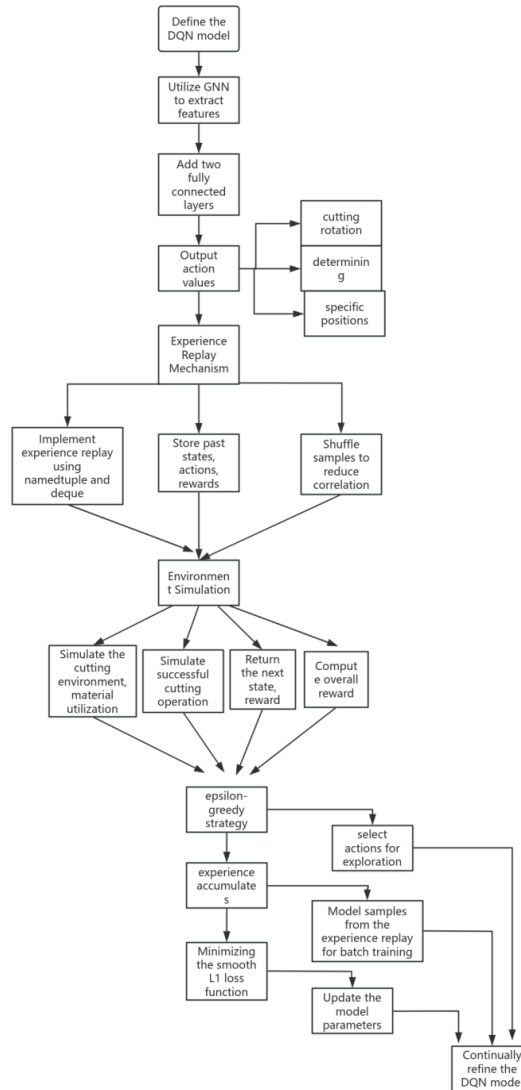 Define the
DQN model
Utilize GNN
to extract
features
Add two
fully
connected
layers
Output
action
values
cutting
rotation
determinin
g
specific
positions
Experience
Replay
Mechanism
Implement
experience replay
using
namedtuple and
deque
Store past
states,
actions,
rewards
Shuffle
samples to
reduce
correlation
Environmen
t Simulation
Simulate the
cutting
environment,
material
utilization
Simulate
successful
cutting
operation
Return
the next
state,
reward
Comput
e overall
reward
epsilon-
greedy
strategy
select
actions for
exploration
experience
accumulate
s
Model samples
from the
experience replay
for batch training
Minimizing
the smooth
L1 loss
function
Update the
model
parameters
Continually
refine the
DQN mode